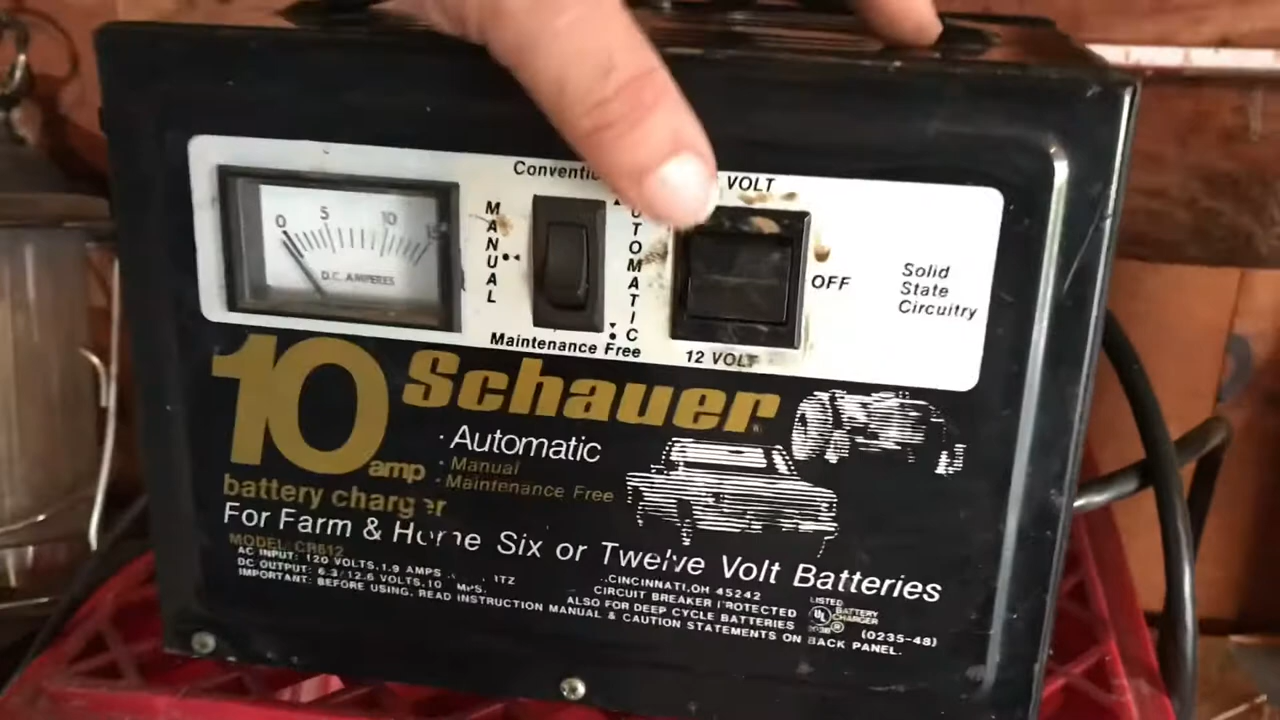 0 5 10 15
D.C. AMPERES
MANUAL
AUTOMATIC
Maintenance Free
VOLT
OFF
12 VOLT
Solid
State
Circuitry
10
amp
battery charger
Schauer
· Automatic
· Manual
· Maintenance Free
For Farm & Home Six or Twelve Volt Batteries
MODEL: CR612
AC INPUT: 120 VOLTS, 1.9 AMPS
DC OUTPUT: 6.3/12.6 VOLTS, 10
CINCINNATI, OH 45242
CIRCUIT BREAKER PROTECTED
ALSO FOR DEEP CYCLE BATTERIES
IMPORTANT: BEFORE USING, READ INSTRUCTION MANUAL & CAUTION STATEMENTS ON BACK PANEL.
LISTED
UL
BATTERY
CHARGER
(0235-48)